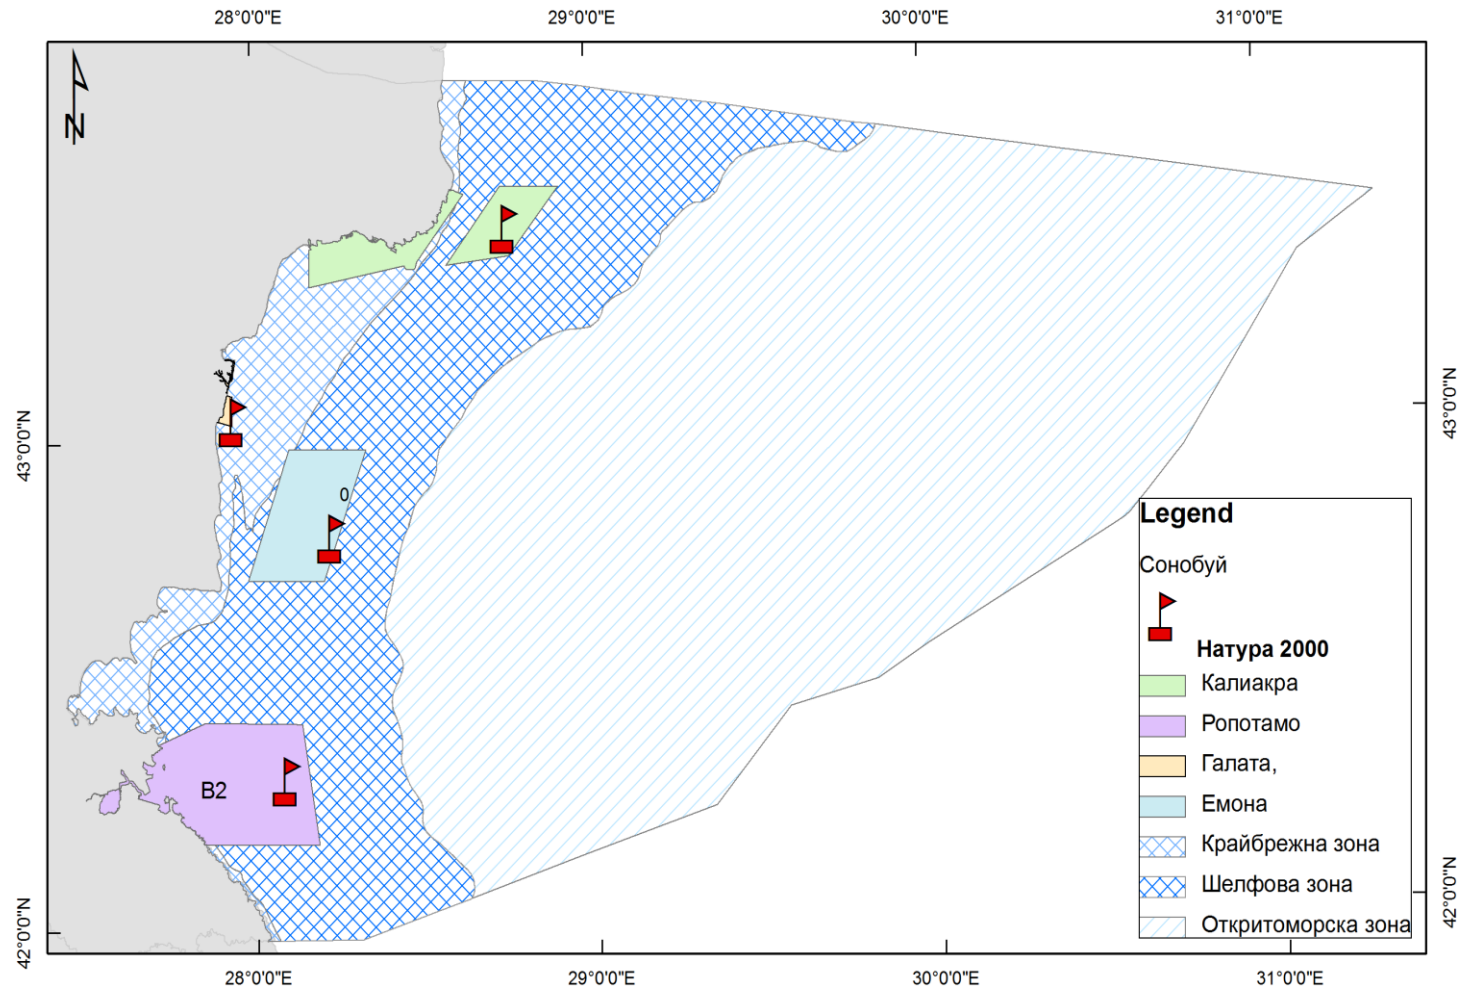 28°0'0"E 29°0'0"E 30°0'0"E 31°0'0"E
N
43°0'0"N
43°0'0"N
0
Legend
Сонобуй
Натура 2000
Калиакра
Ропотамо
Галата,
Емона
Крайбрежна зона
Шелфова зона
Откритоморска зона
B2
42°0'0"N
42°0'0"N
28°0'0"E 29°0'0"E 30°0'0"E 31°0'0"E